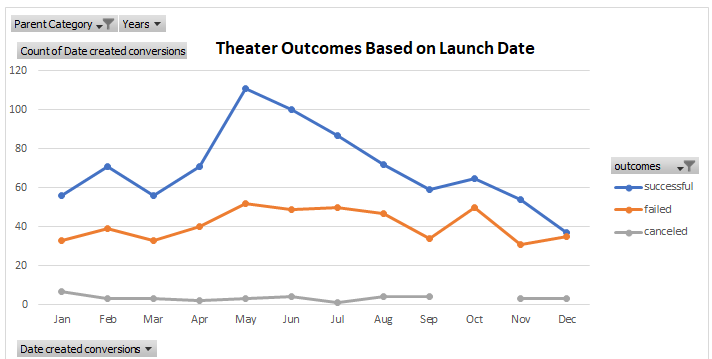 Parent Category Years
Count of Date created conversions
Theater Outcomes Based on Launch Date
120
100
80
60
40
20
0
Jan Feb Mar Apr May Jun Jul Aug Sep Oct Nov Dec
outcomes
successful
failed
canceled
Date created conversions